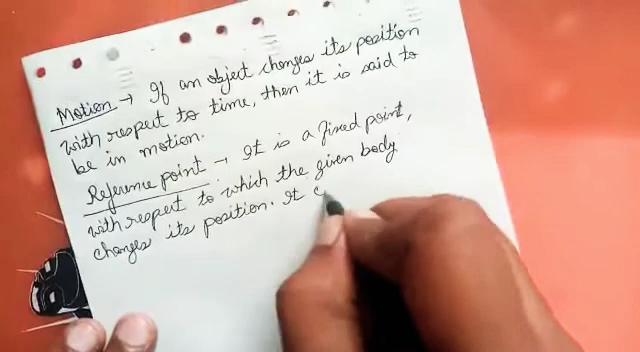 Motion → If an object changes its position
with respect to time, then it is said to
be in motion.
Reference point → It is a fixed point,
with respect to which the given body
changes its position. It c